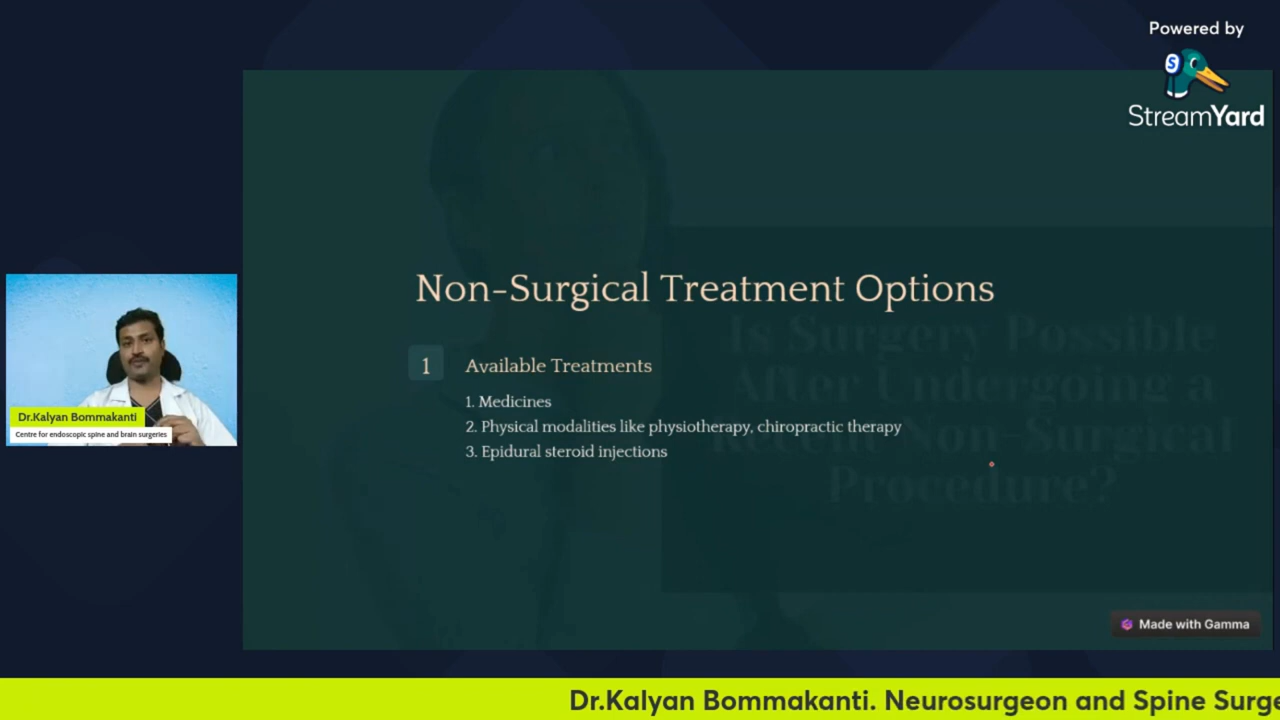 Powered by
S
StreamYard
Non-Surgical Treatment Options
Is Surgery Possible
After Undergoing a
Recent Non-Surgical
Procedure?
1
Available Treatments
1. Medicines
2. Physical modalities like physiotherapy, chiropractic therapy
3. Epidural steroid injections
Dr.Kalyan Bommakanti
Centre for endoscopic spine and brain surgeries
Made with Gamma
Dr.Kalyan Bommakanti. Neurosurgeon and Spine Surge